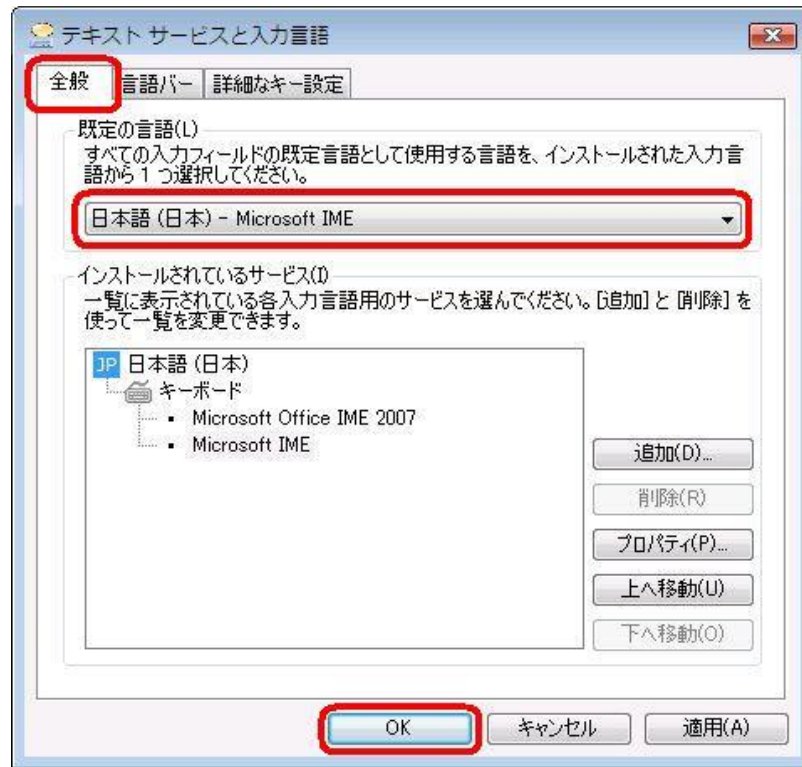 テキスト サービスと入力言語
全般 言語バー 詳細なキー設定
既定の言語(L)
すべての入力フィールドの既定言語として使用する言語を、インストールされた入力言
語から 1 つ選択してください。
日本語 (日本) - Microsoft IME
インストールされているサービス(I)
一覧に表示されている各入力言語用のサービスを選んでください。[追加] と [削除] を
使って一覧を変更できます。
JP 日本語 (日本)
キーボード
• Microsoft Office IME 2007
• Microsoft IME
追加(D)...
削除(R)
プロパティ(P)...
上へ移動(U)
下へ移動(O)
OK キャンセル 適用(A)